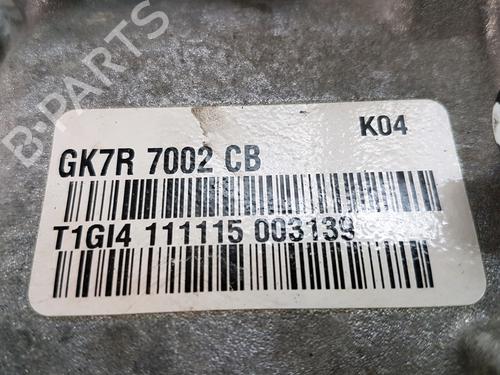 B-PARTS
K04
GK7R 7002 CB
T1GI4 111115 003139